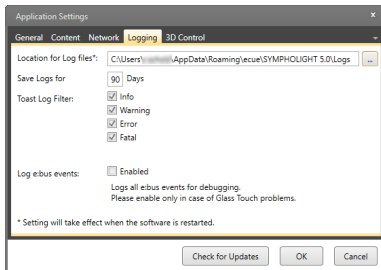 Application Settings x
General Content Network Logging 3D Control
Location for Log files*: C:\Users\ \AppData\Roaming\ecue\SYMPHOLIGHT 5.0\Logs ...
Save Logs for 90 Days
Toast Log Filter: Info
Warning
Error
Fatal
Log e:bus events: Enabled
Logs all e:bus events for debugging.
Please enable only in case of Glass Touch problems.
* Setting will take effect when the software is restarted.
Check for Updates OK Cancel